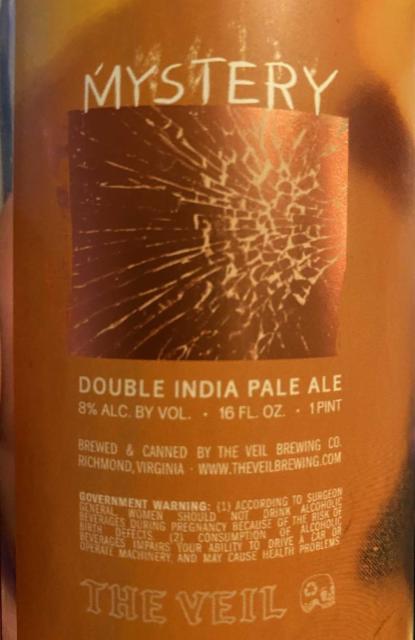 MYSTERY
DOUBLE INDIA PALE ALE
8% ALC. BY VOL. · 16 FL. OZ. · 1 PINT
BREWED & CANNED BY THE VEIL BREWING CO.
RICHMOND, VIRGINIA · WWW.THEVEILBREWING.COM
GOVERNMENT WARNING: (1) ACCORDING TO SURGEON
GENERAL WOMEN SHOULD NOT DRINK ALCOHOLIC
BEVERAGES DURING PREGNANCY BECAUSE OF THE RISK OF
BIRTH DEFECTS. (2) CONSUMPTION OF ALCOHOLIC
BEVERAGES IMPAIRS YOUR ABILITY TO DRIVE A CAR OR
OPERATE MACHINERY, AND MAY CAUSE HEALTH PROBLEMS
THE VEIL